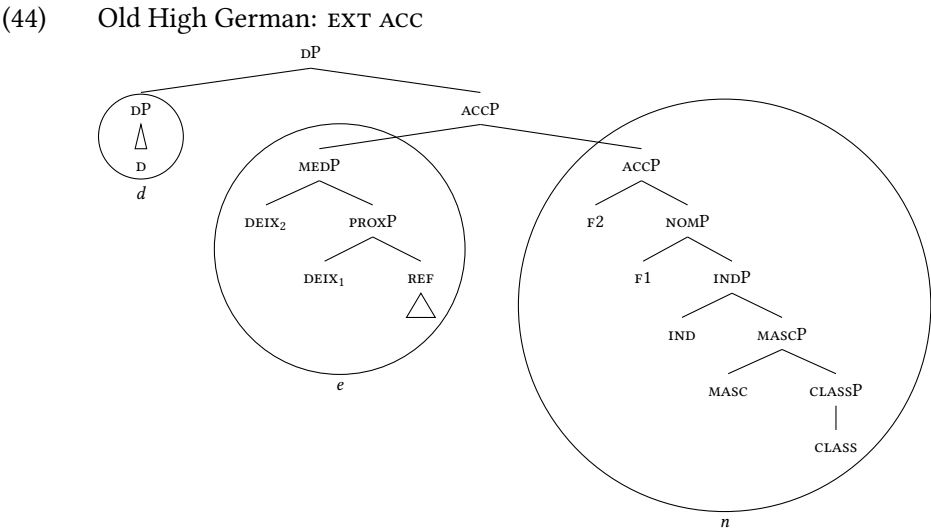 (44) Old High German: EXT ACC
DP
DP ACCP
D MEDP ACCP
d
DEIX₂ PROXP F2 NOMP
DEIX₁ REF F1 INDP
IND MASCP
e
MASC CLASSP
CLASS
n